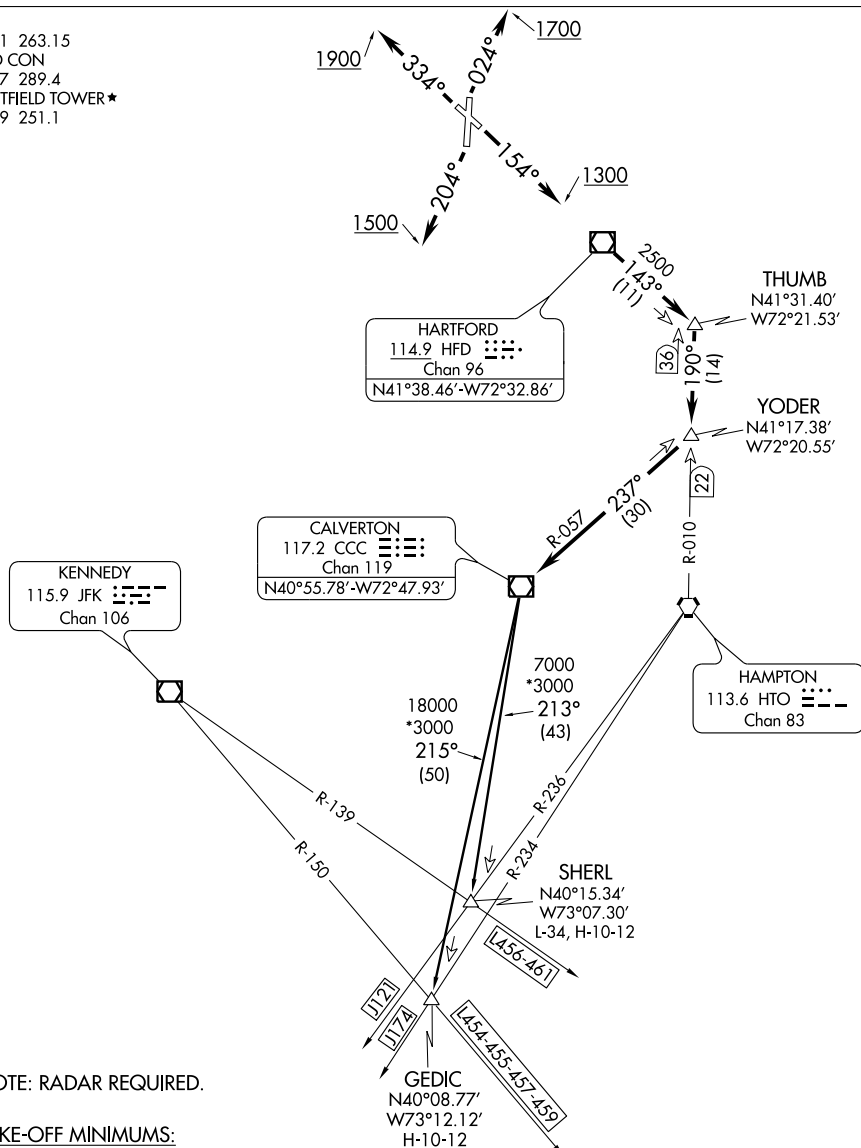 1 263.15
CON
7 289.4
TFIELD TOWER★
9 251.1
1900
334°
024°
1700
204°
154°
1300
1500
2500
143°
(11)
THUMB
N41°31.40'
W72°21.53'
HARTFORD
114.9 HFD
Chan 96
N41°38.46'-W72°32.86'
36
190°
(14)
YODER
N41°17.38'
W72°20.55'
22
R-057
237°
(30)
R-010
CALVERTON
117.2 CCC
Chan 119
N40°55.78'-W72°47.93'
KENNEDY
115.9 JFK
Chan 106
HAMPTON
113.6 HTO
Chan 83
7000
*3000
213°
(43)
18000
*3000
215°
(50)
R-139
R-150
R-236
R-234
SHERL
N40°15.34'
W73°07.30'
L-34, H-10-12
L456-461
J121
J174
L454-455-457-459
GEDIC
N40°08.77'
W73°12.12'
H-10-12
OTE: RADAR REQUIRED.
KE-OFF MINIMUMS: